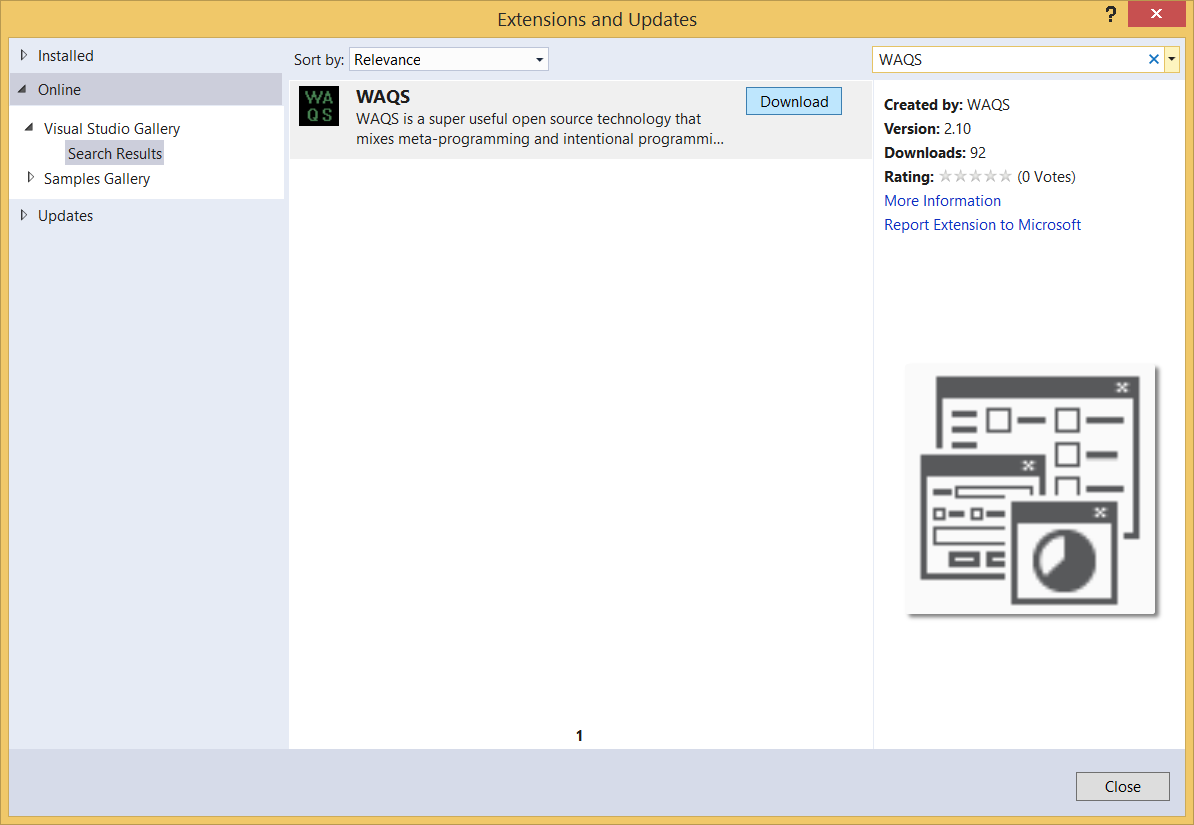 Extensions and Updates
?
Installed
Online
Visual Studio Gallery
Search Results
Samples Gallery
Updates
Sort by: Relevance
WA
QS
WAQS
WAQS is a super useful open source technology that
mixes meta-programming and intentional programmi...
Download
WAQS
Created by: WAQS
Version: 2.10
Downloads: 92
Rating: (0 Votes)
More Information
Report Extension to Microsoft
1
Close